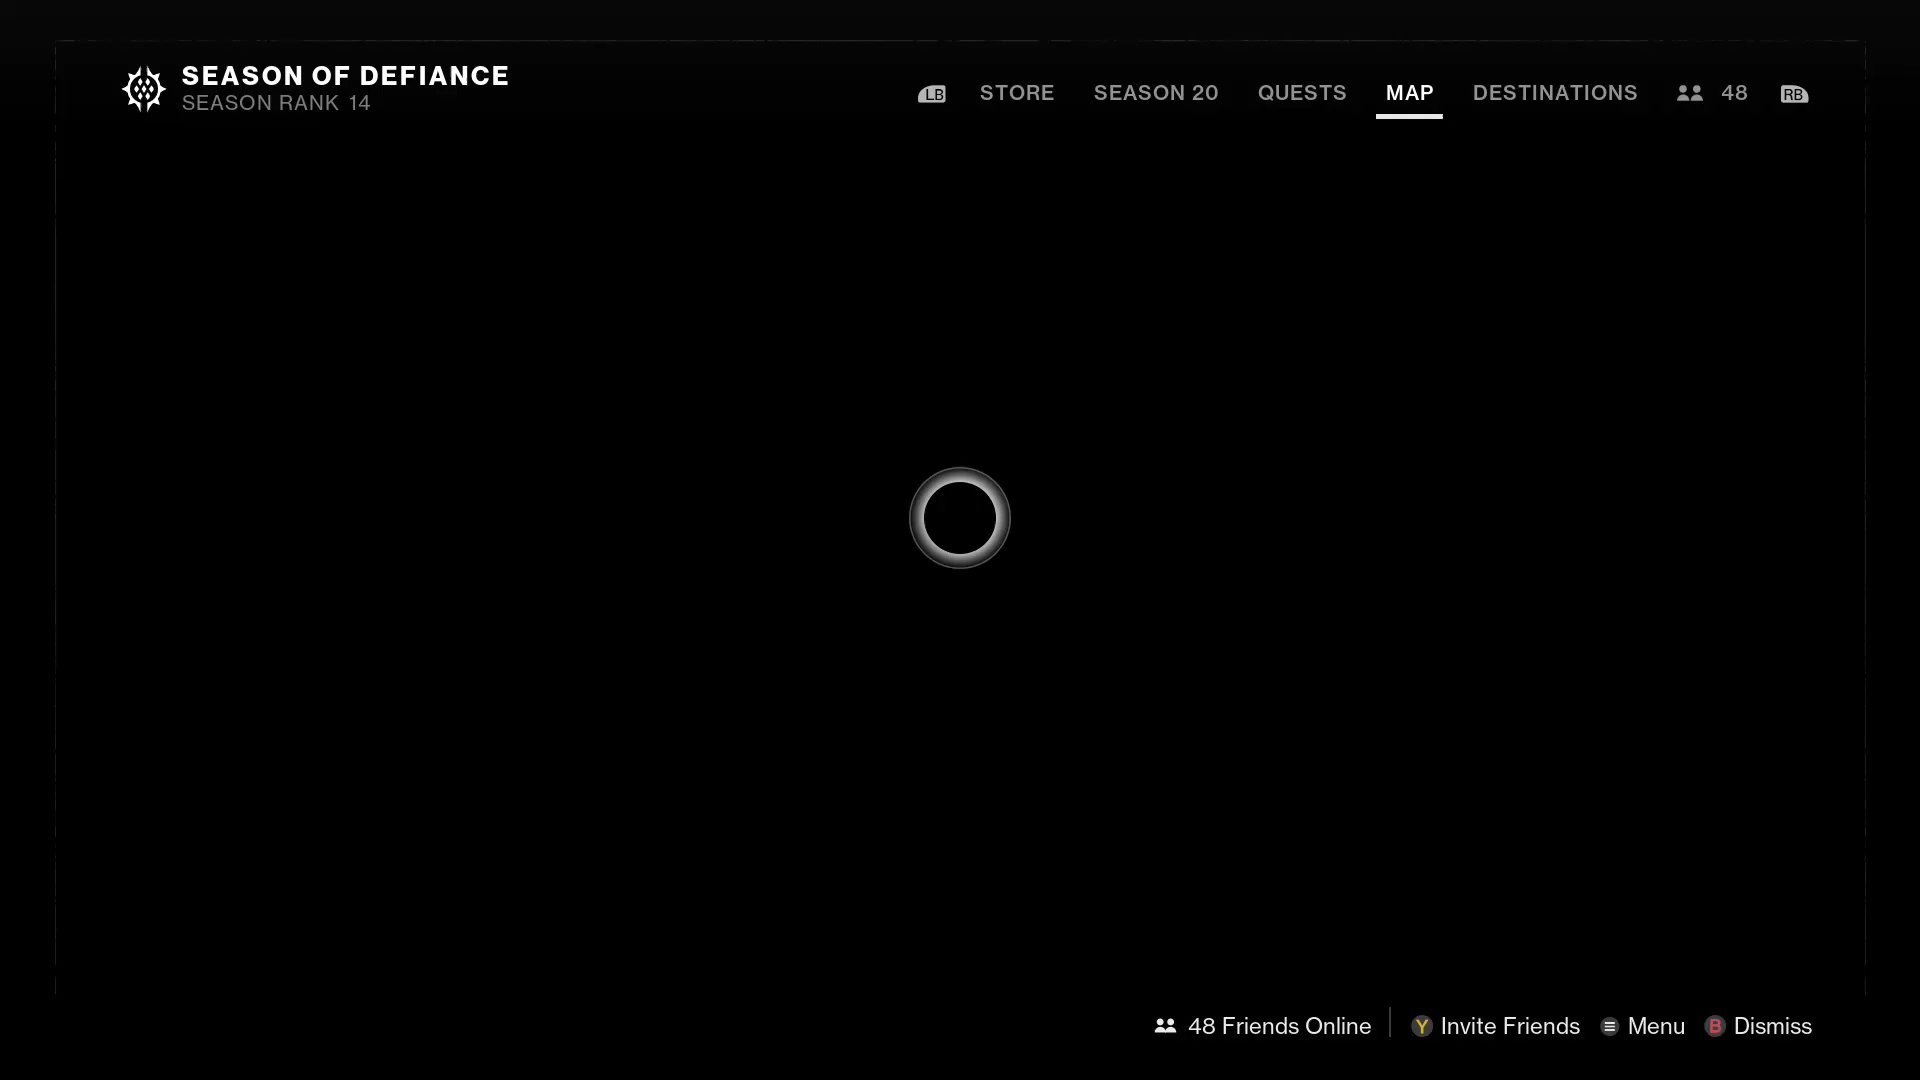 SEASON OF DEFIANCE
SEASON RANK 14
LB STORE SEASON 20 QUESTS MAP DESTINATIONS 48 RB
48 Friends Online Y Invite Friends Menu B Dismiss